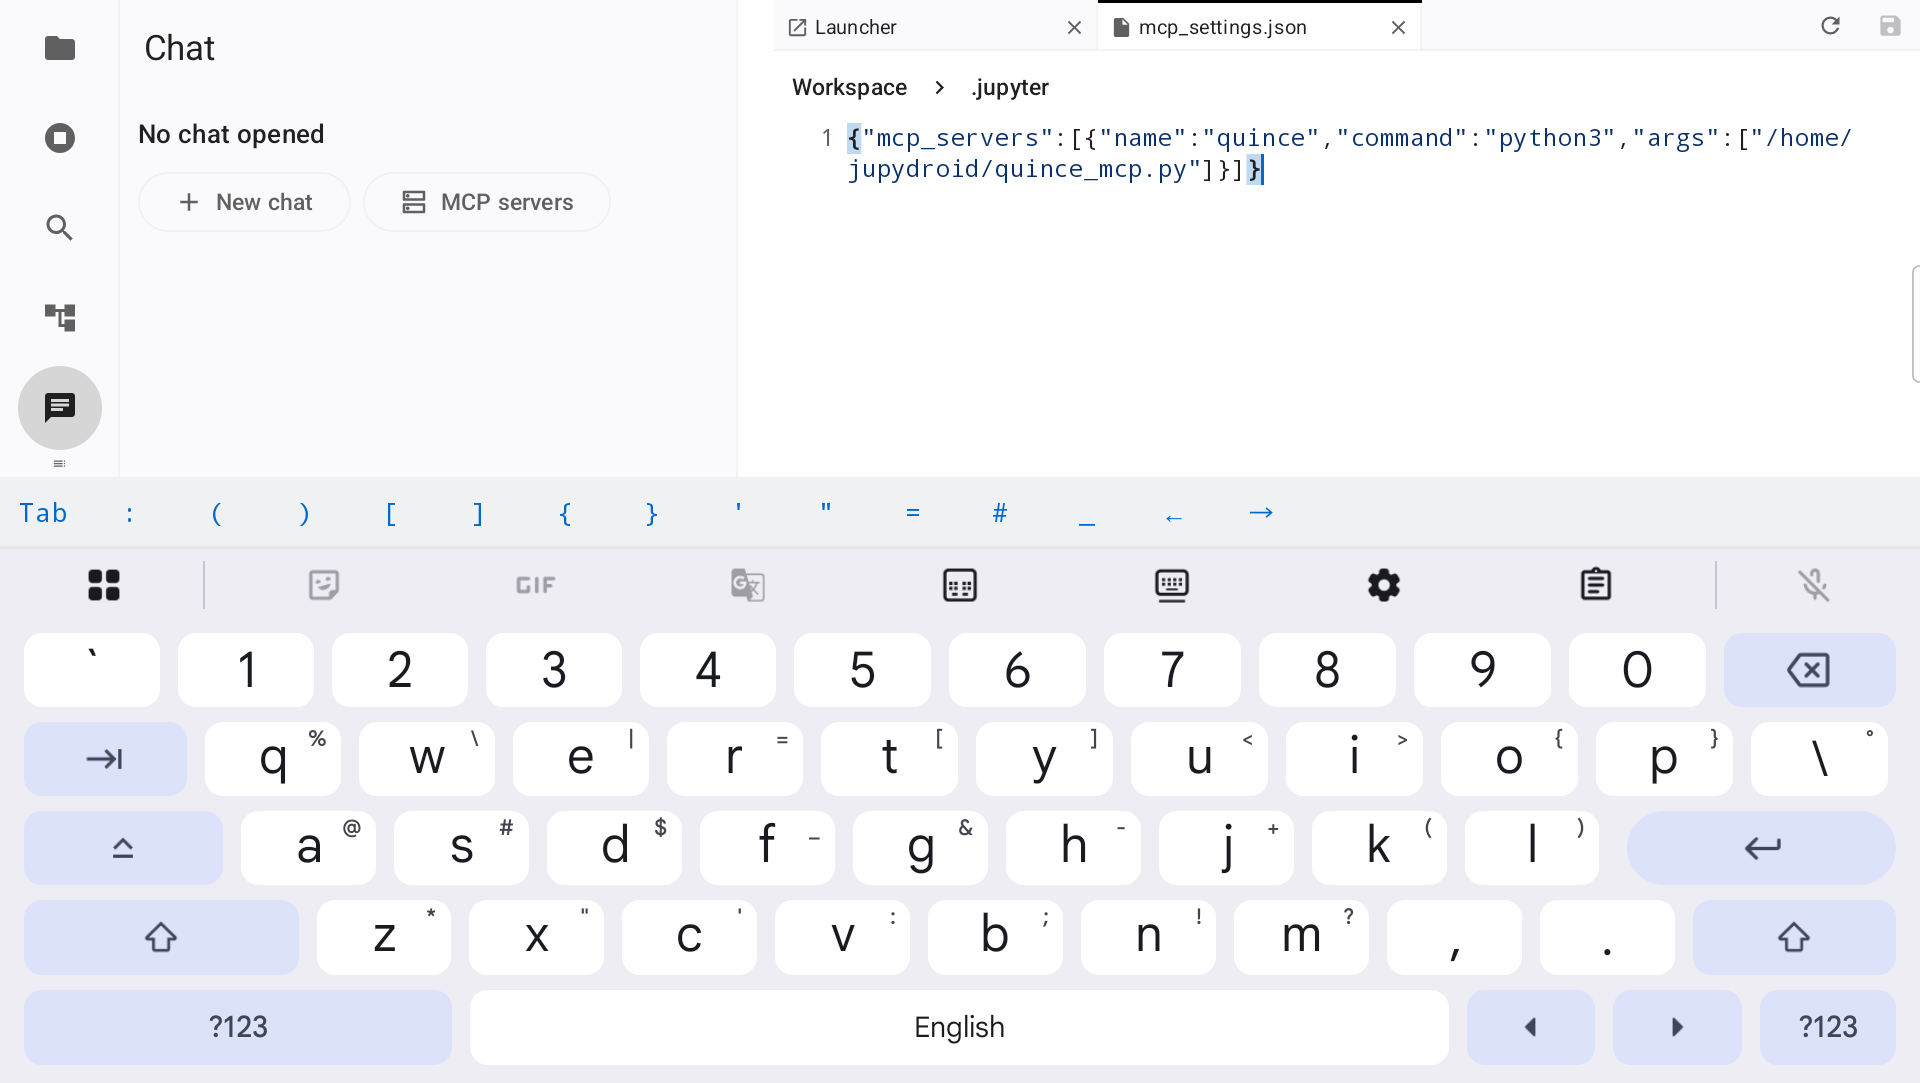 Chat
No chat opened
New chat
MCP servers
Launcher
mcp_settings.json
Workspace > .jupyter
1 {"mcp_servers":[{"name":"quince","command":"python3","args":["/home/
jupydroid/quince_mcp.py"]}]}
Tab : ( ) [ ] { } ' " = # _ ← →
GIF
G
` 1 2 3 4 5 6 7 8 9 0
q % w \ e | r = t [ y ] u < i > o { p } \ °
a @ s # d $ f _ g & h - j + k ( l )
z * x " c ' v : b ; n ! m ? , .
?123 English ?123